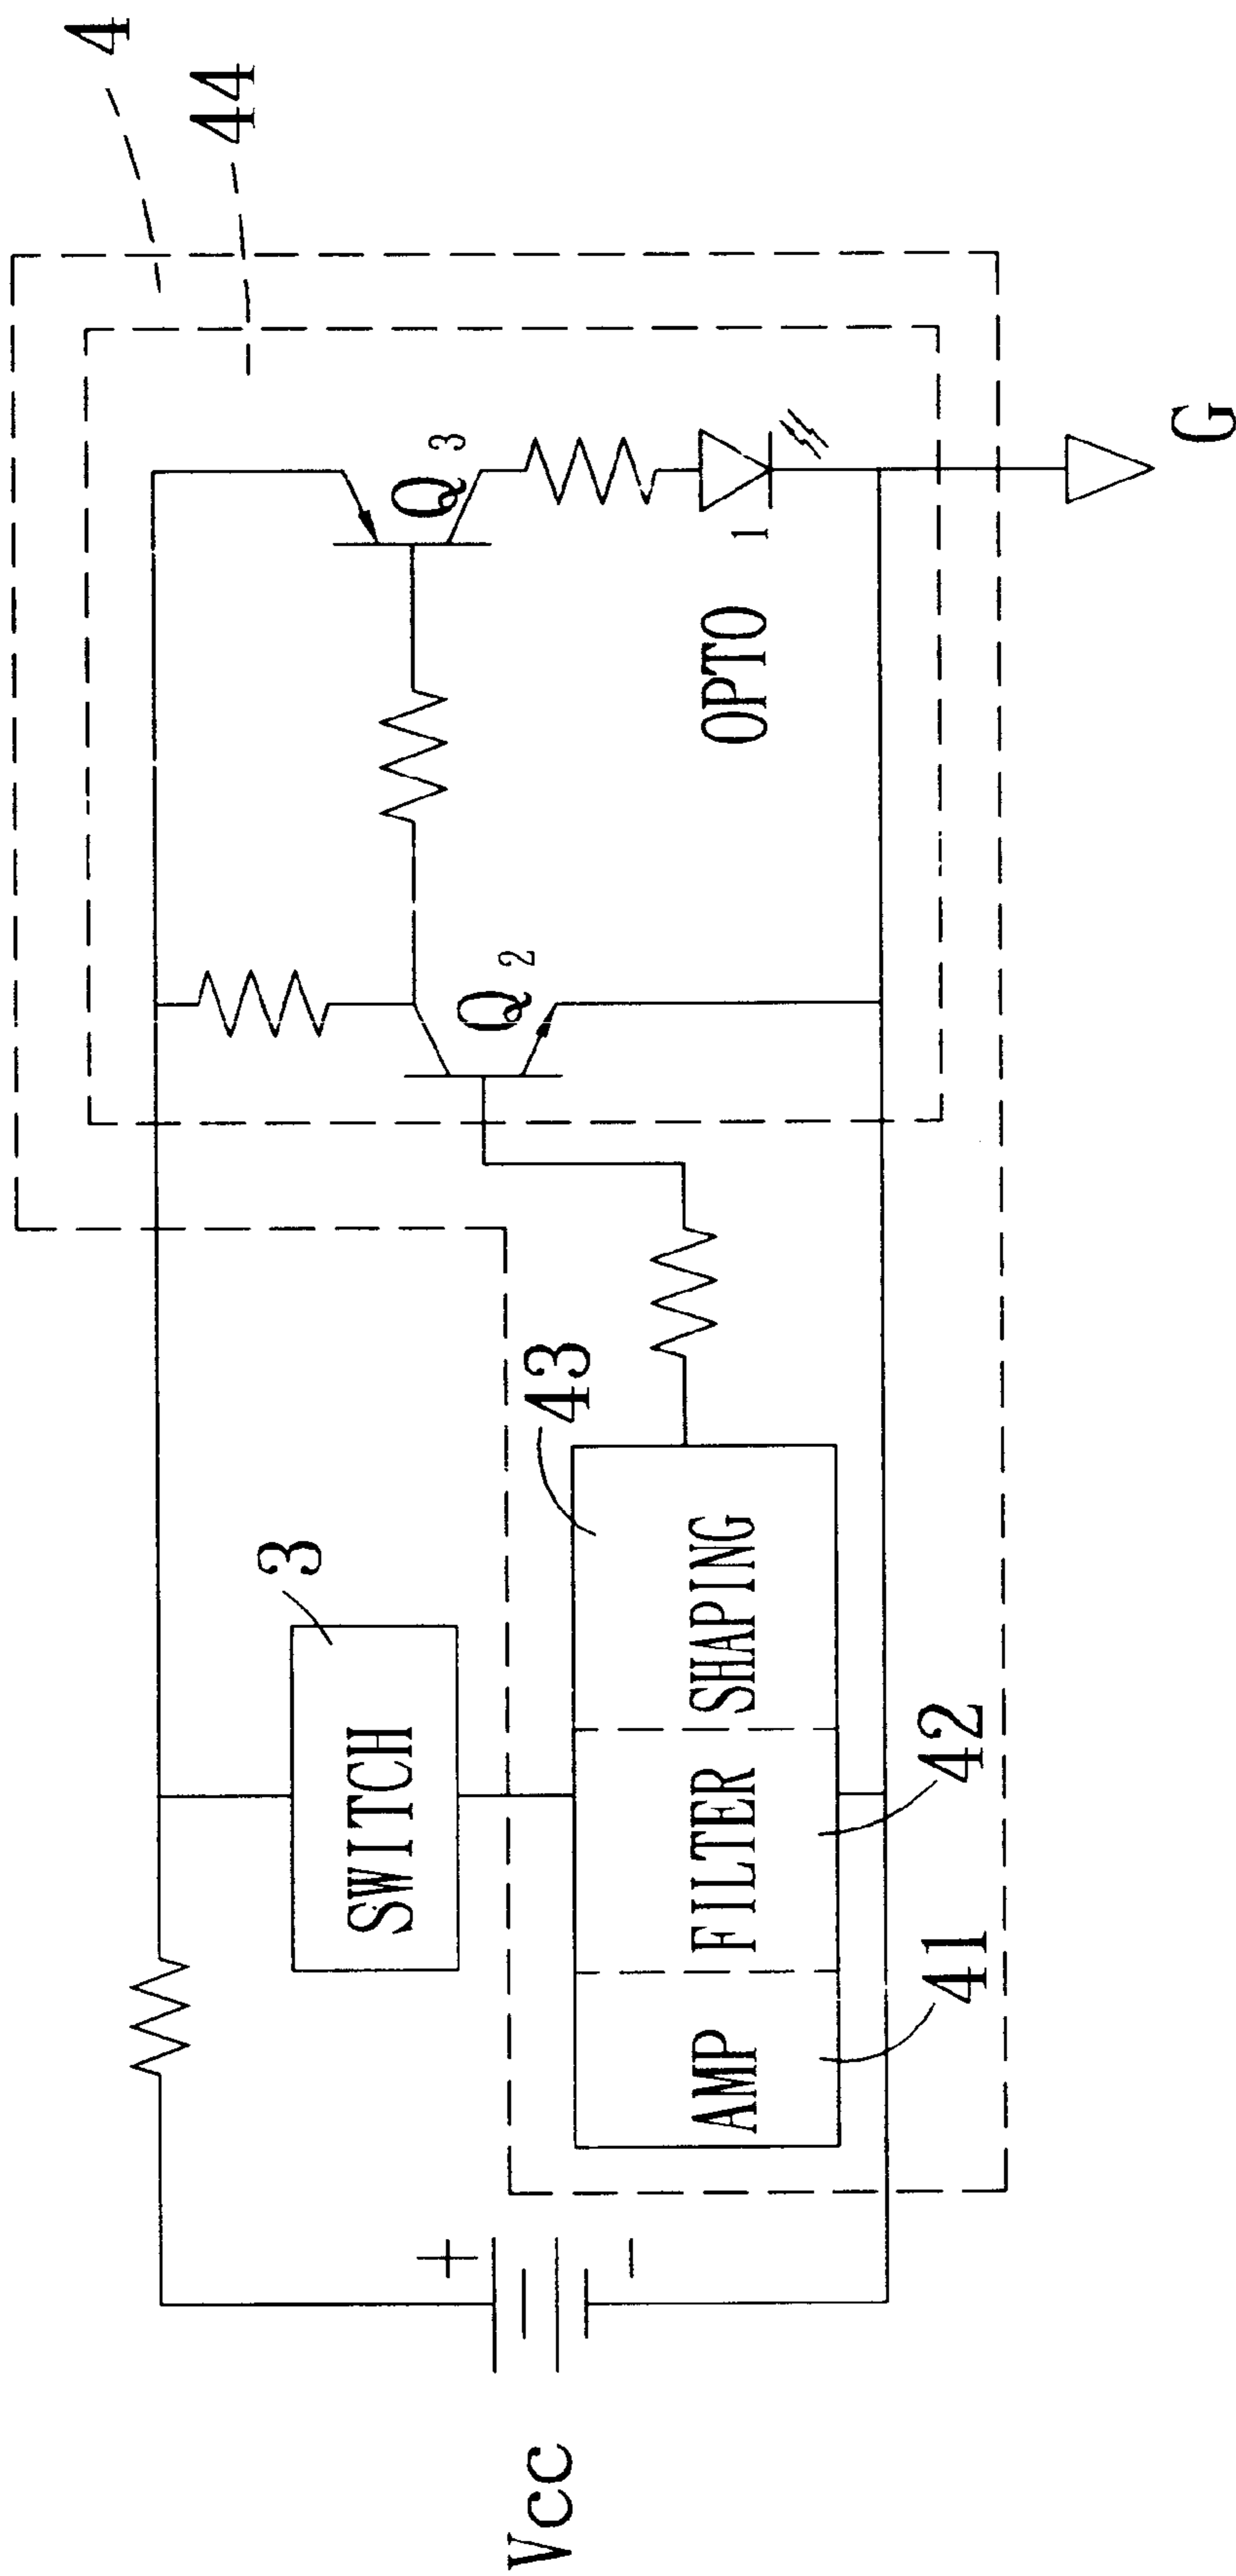 4
44
Q3
Q2
OPTO 1
G
43
3
SWITCH
AMP FILTER SHAPING
42
41
+
-
Vcc